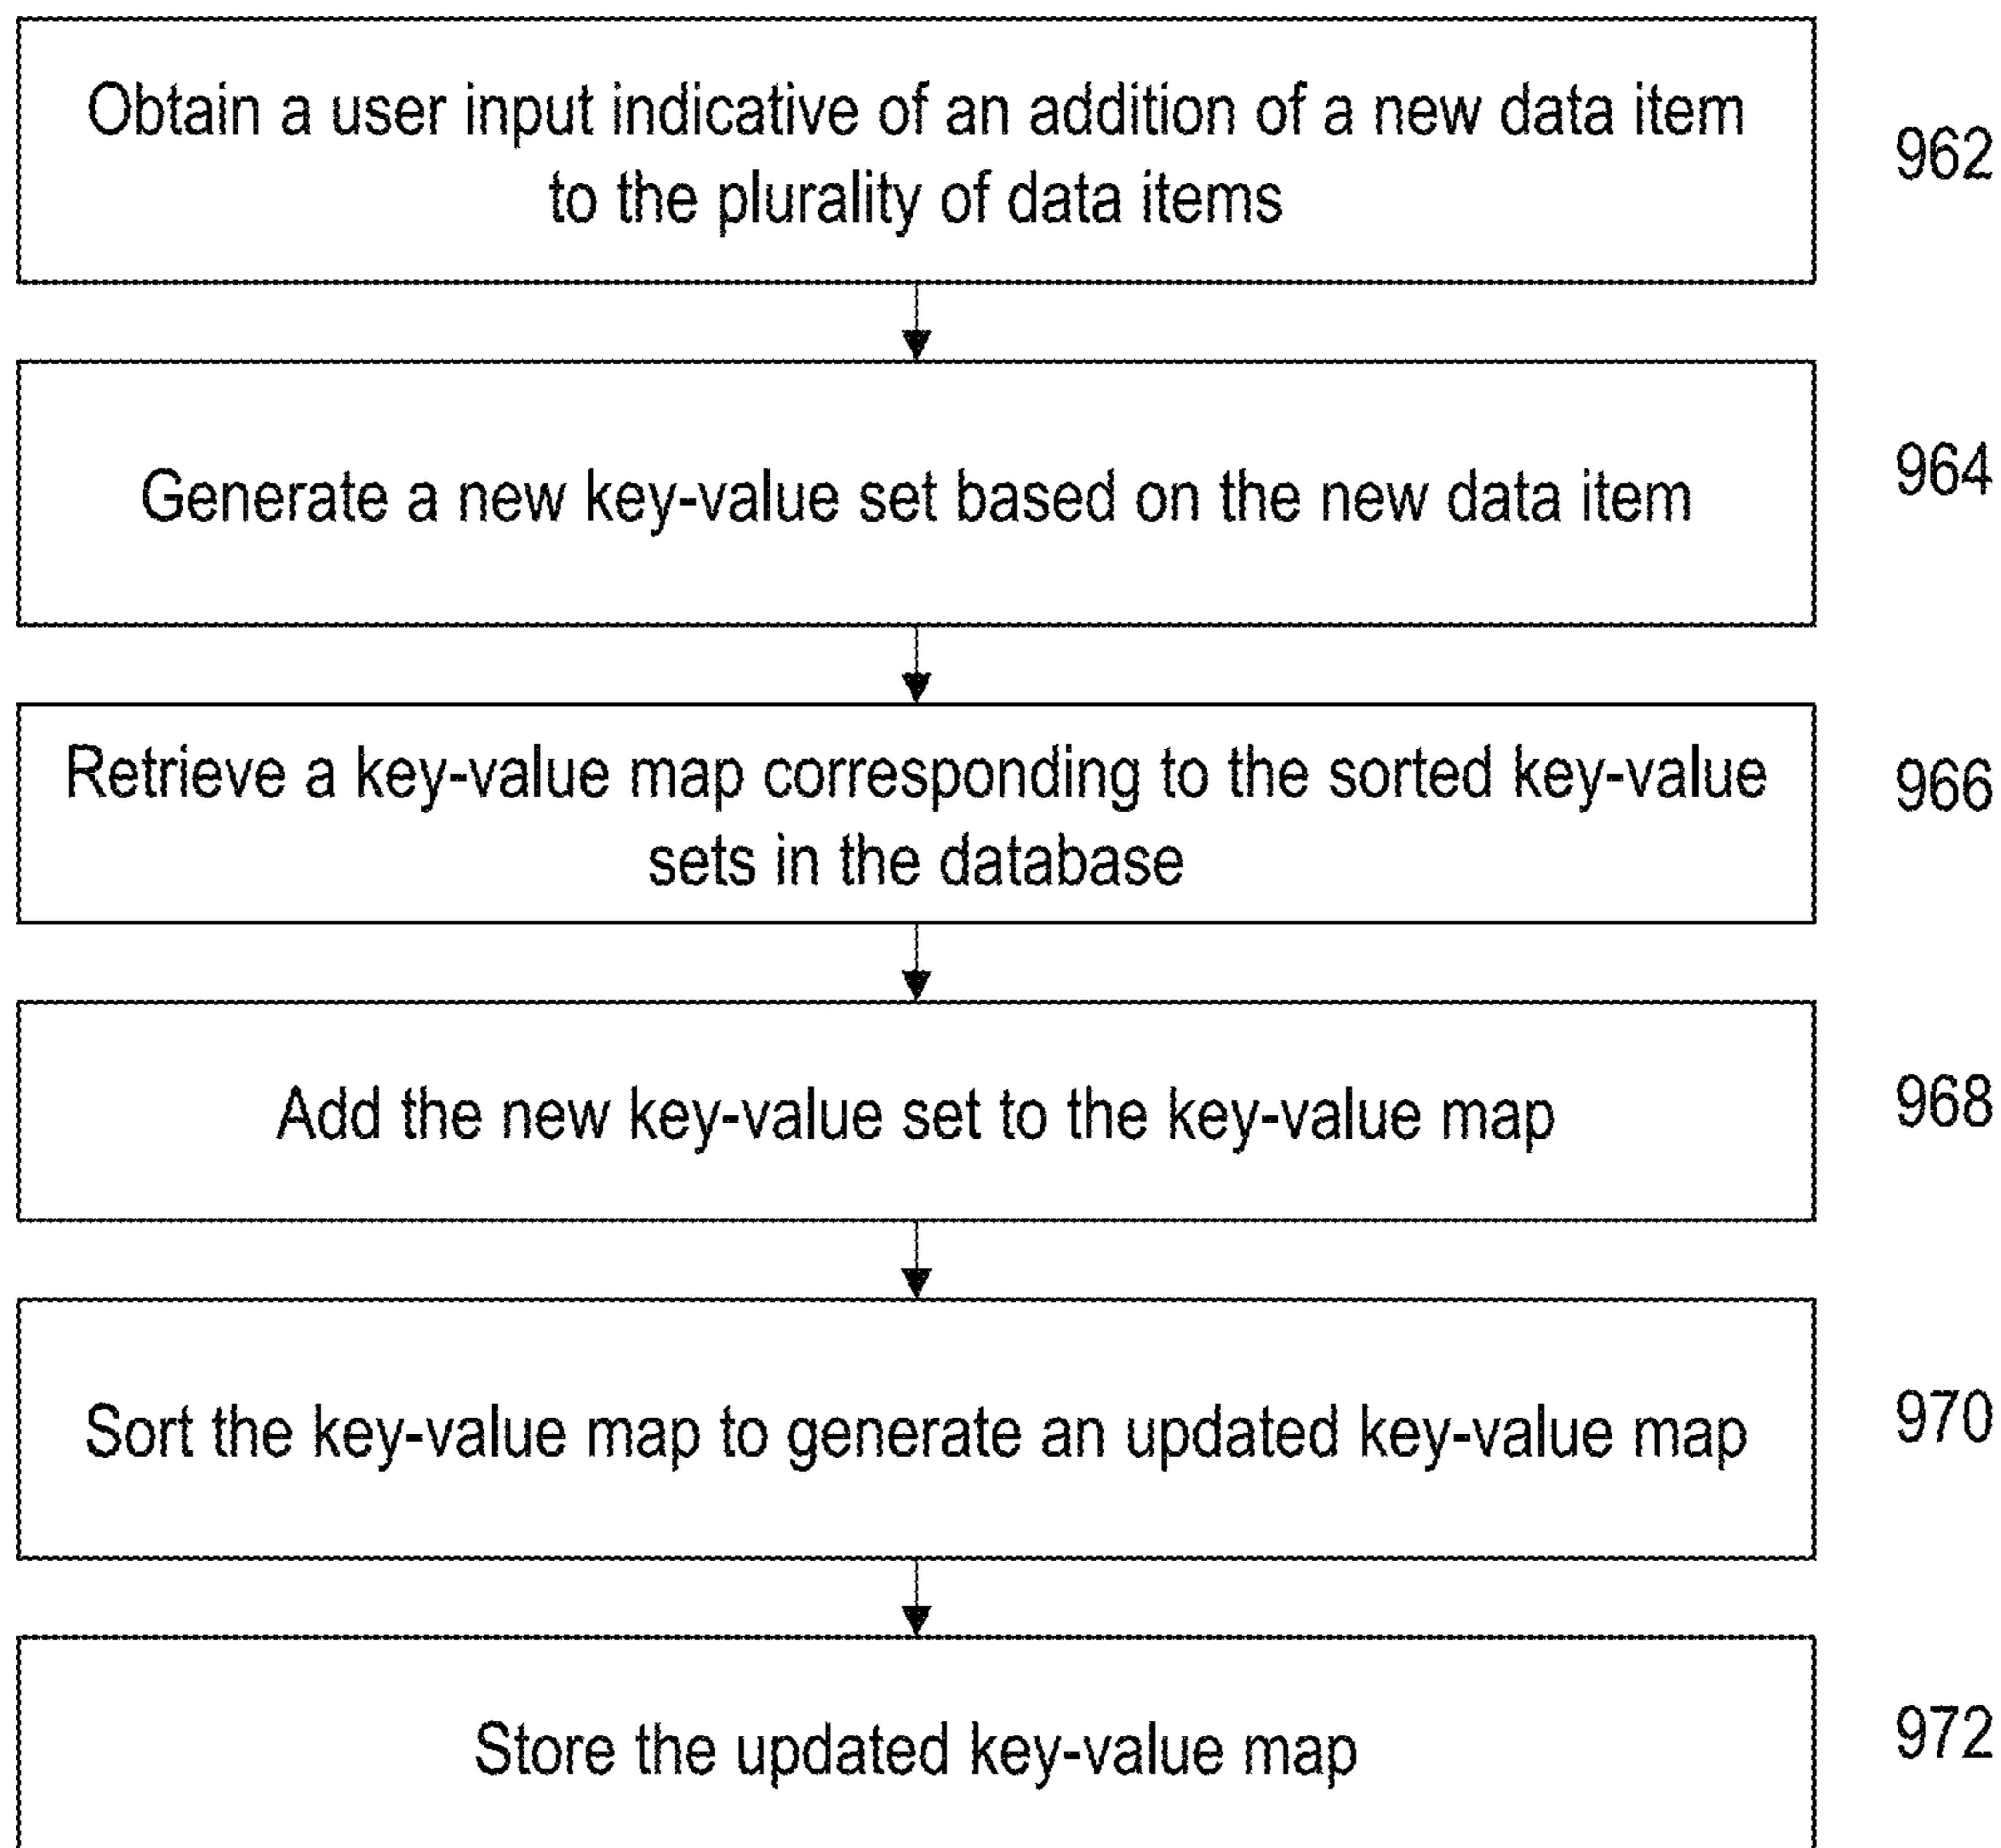 Obtain a user input indicative of an addition of a new data item
to the plurality of data items
962
Generate a new key-value set based on the new data item
964
Retrieve a key-value map corresponding to the sorted key-value
sets in the database
966
Add the new key-value set to the key-value map
968
Sort the key-value map to generate an updated key-value map
970
Store the updated key-value map
972